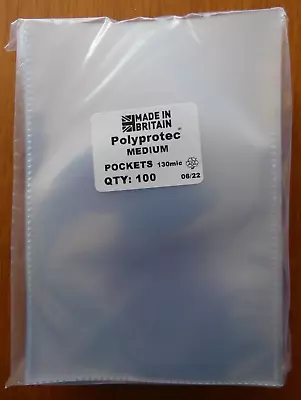 MADE IN
BRITAIN
Polyprotec®
MEDIUM
POCKETS 130mic
QTY: 100 06/22